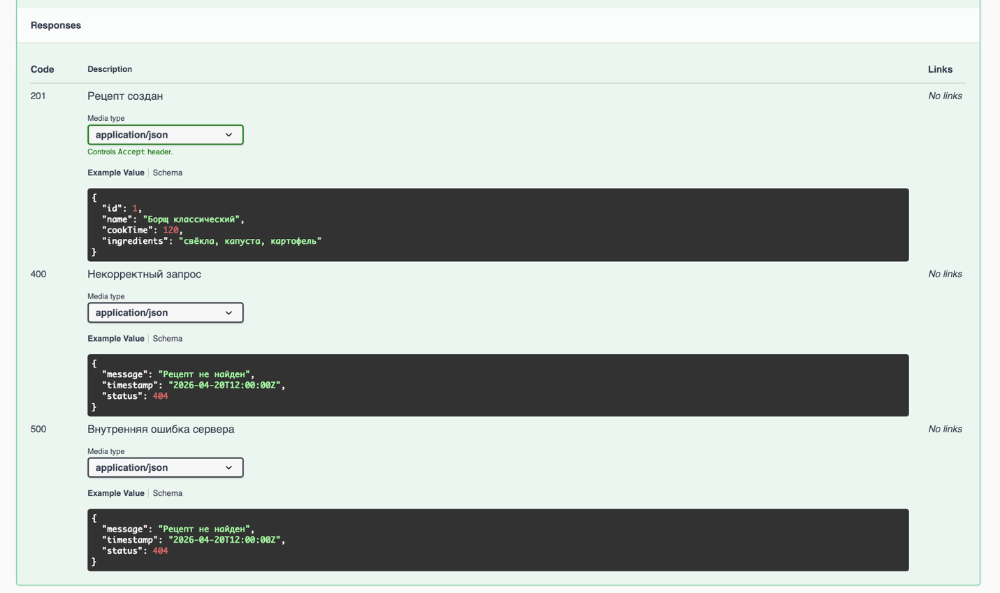 Responses
Code Description Links
201 Рецепт создан No links
Media type
application/json
Controls Accept header.
Example Value Schema
{
  "id": 1,
  "name": "Борщ классический",
  "cookTime": 120,
  "ingredients": "свёкла, капуста, картофель"
}
400 Некорректный запрос No links
Media type
application/json
Example Value Schema
{
  "message": "Рецепт не найден",
  "timestamp": "2026-04-20T12:00:00Z",
  "status": 404
}
500 Внутренняя ошибка сервера No links
Media type
application/json
Example Value Schema
{
  "message": "Рецепт не найден",
  "timestamp": "2026-04-20T12:00:00Z",
  "status": 404
}